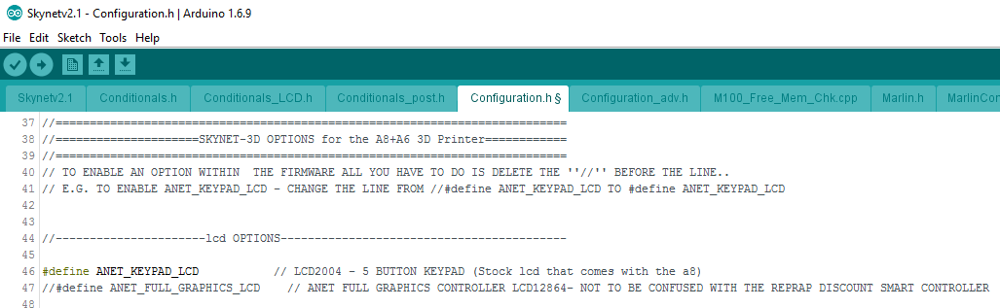 Skynetv2.1 - Configuration.h | Arduino 1.6.9
File Edit Sketch Tools Help
Skynetv2.1 Conditionals.h Conditionals_LCD.h Conditionals_post.h Configuration.h § Configuration_adv.h M100_Free_Mem_Chk.cpp Marlin.h MarlinCon
37 //===========================================================================
38 //=====================SKYNET-3D OPTIONS for the A8+A6 3D Printer============
39 //===========================================================================
40 // TO ENABLE AN OPTION WITHIN  THE FIRMWARE ALL YOU HAVE TO DO IS DELETE THE ''//'' BEFORE THE LINE..
41 // E.G. TO ENABLE ANET_KEYPAD_LCD - CHANGE THE LINE FROM //#define ANET_KEYPAD_LCD TO #define ANET_KEYPAD_LCD
42
43
44 //----------------------lcd OPTIONS------------------------------------------
45
46 #define ANET_KEYPAD_LCD           // LCD2004 - 5 BUTTON KEYPAD (Stock lcd that comes with the a8)
47 //#define ANET_FULL_GRAPHICS_LCD    // ANET FULL GRAPHICS CONTROLLER LCD12864- NOT TO BE CONFUSED WITH THE REPRAP DISCOUNT SMART CONTROLLER
48